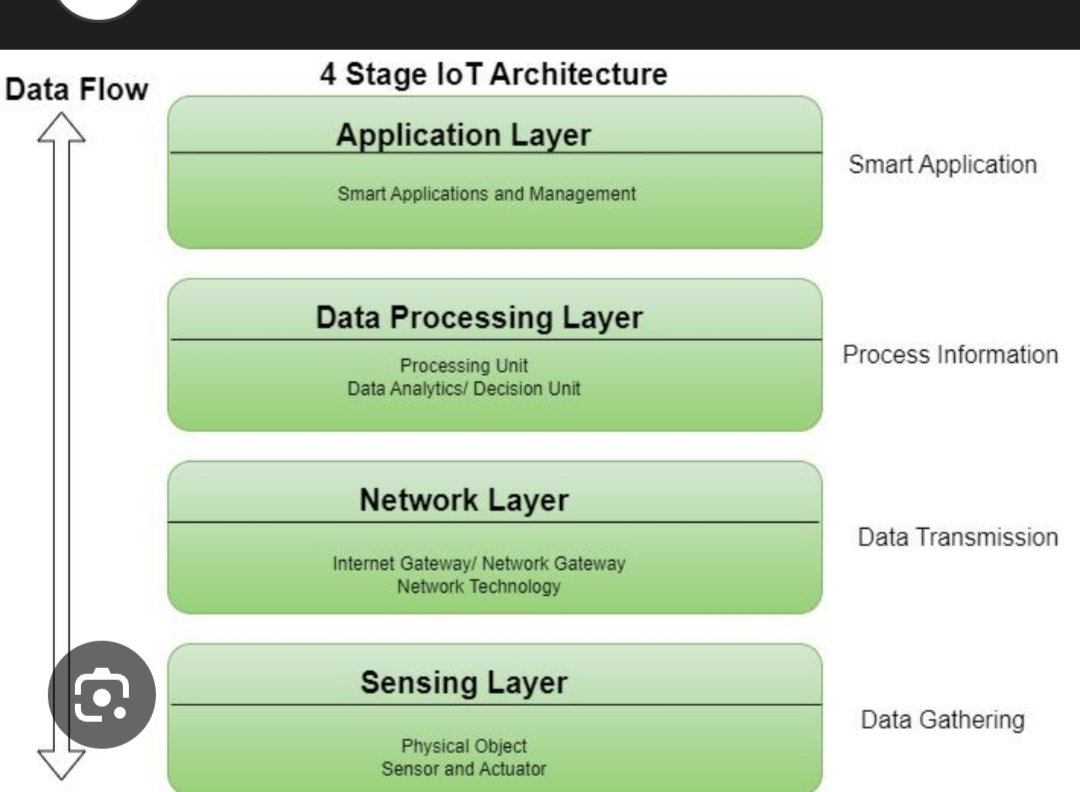 Data Flow
4 Stage IoT Architecture
Application Layer
Smart Applications and Management
Smart Application
Data Processing Layer
Processing Unit
Data Analytics/ Decision Unit
Process Information
Network Layer
Internet Gateway/ Network Gateway
Network Technology
Data Transmission
Sensing Layer
Physical Object
Sensor and Actuator
Data Gathering